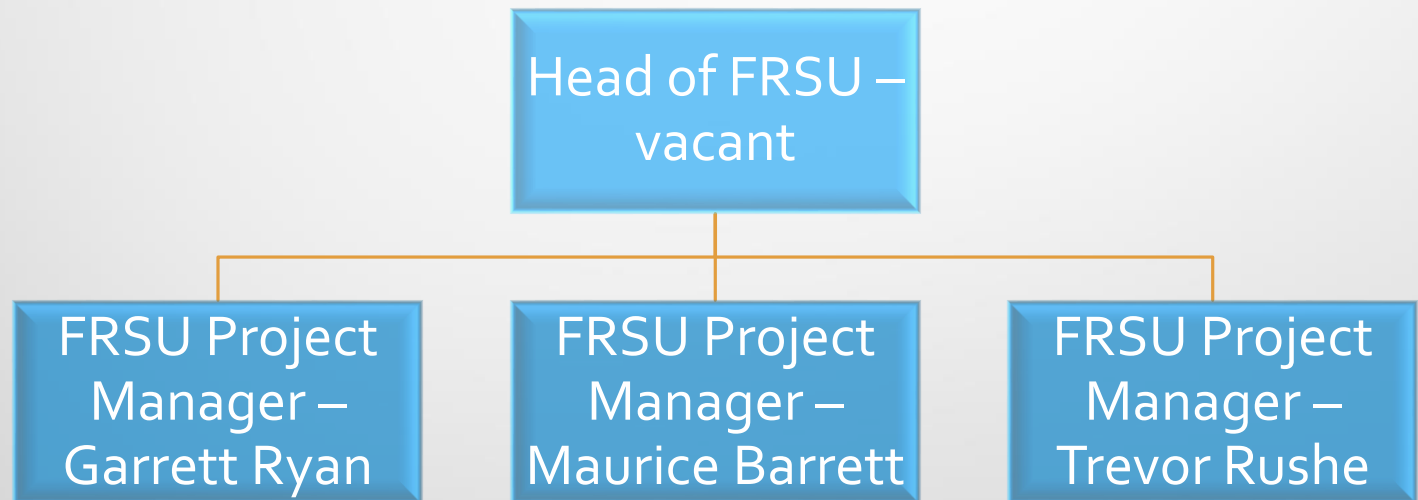 Head of FRSU –
vacant
FRSU Project
Manager –
Garrett Ryan
FRSU Project
Manager –
Maurice Barrett
FRSU Project
Manager –
Trevor Rushe